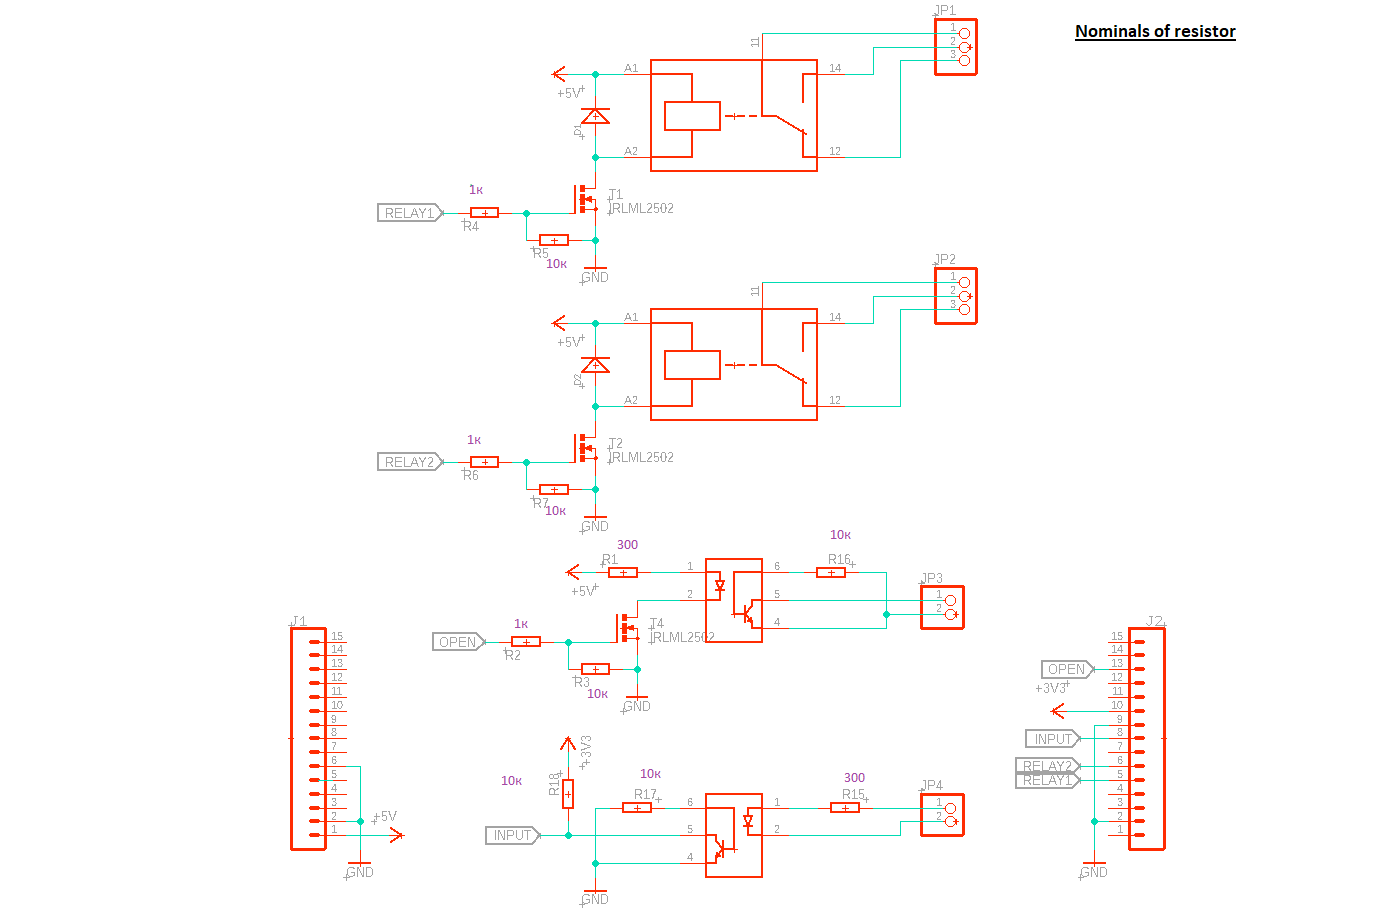 JP1
Nominals of resistor
1
2
3
11
A1
14
+5V
D1
A2
12
1к
T1
IRLML2502
RELAY1
R4
R5
10к
GND
JP2
1
2
3
11
A1
14
+5V
D2
A2
12
1к
T2
IRLML2502
RELAY2
R6
R7
10к
GND
300
10к
R1
1
6
R16
JP3
+5V
2
5
1
2
1к
T4
IRLML2502
4
OPEN
R2
R3
10к
GND
J1
15
14
13
12
11
10
9
8
7
6
5
4
3
2
1
+5V
GND
J2
15
14
13
12
11
10
9
8
7
6
5
4
3
2
1
OPEN
+3V3
INPUT
RELAY2
RELAY1
GND
+3V3
10к
R18
10к
R17
300
R15
JP4
6
1
1
2
INPUT
5
2
4
GND